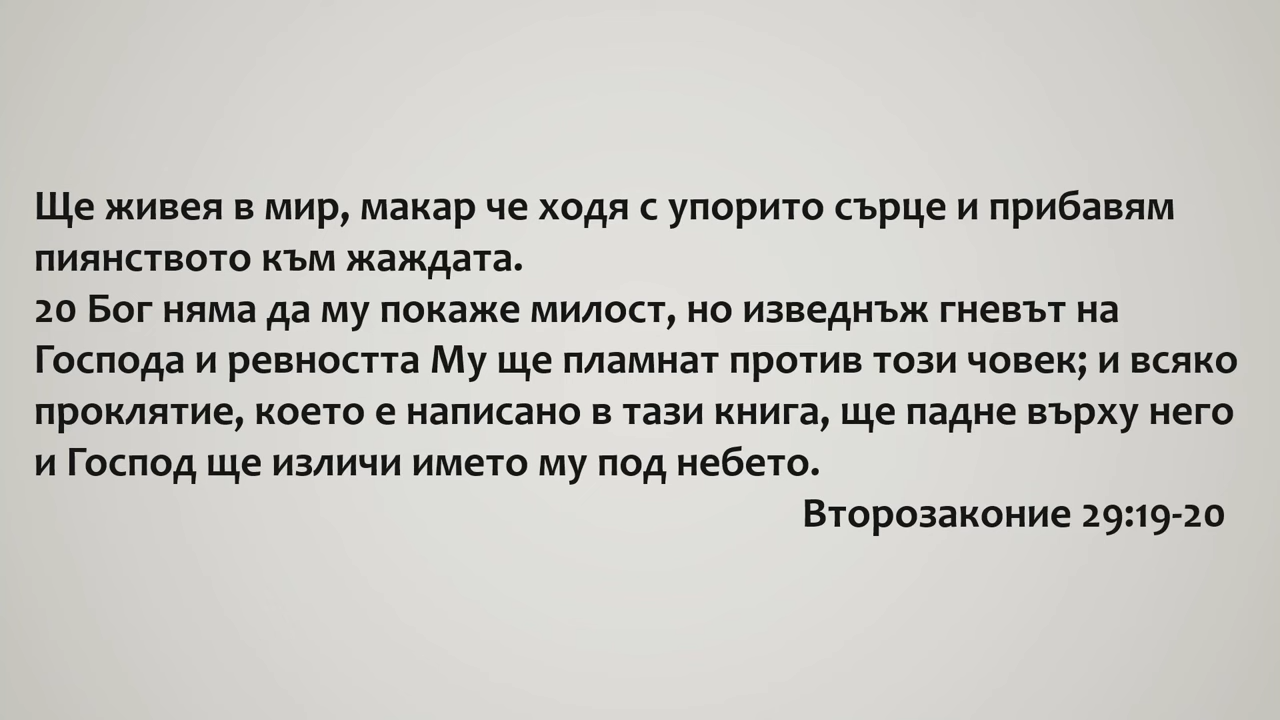 Ще живея в мир, макар че ходя с упорито сърце и прибавям
пиянството към жаждата.
20 Бог няма да му покаже милост, но изведнъж гневът на
Господа и ревността Му ще пламнат против този човек; и всяко
проклятие, което е написано в тази книга, ще падне върху него
и Господ ще изличи името му под небето.
Второзаконие 29:19-20